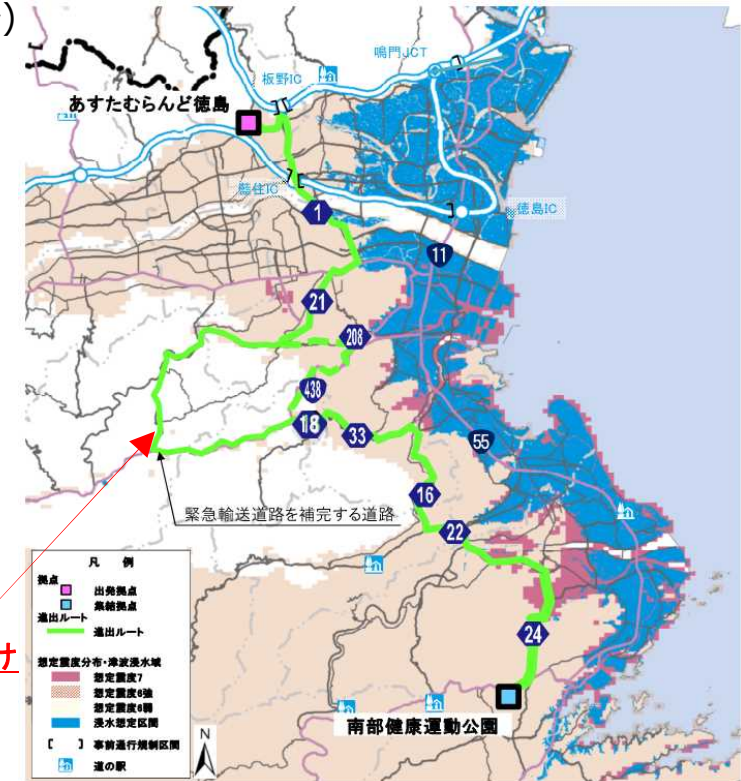 )
鳴門JCT
板野IC
あすたむらんど徳島
藍住IC
徳島IC
1
11
21
208
438
18
33
55
16
緊急輸送道路を補完する道路
22
24
南部健康運動公園
け
凡 例
拠点
出発拠点
集結拠点
進出ルート
進出ルート
想定震度分布・津波浸水域
想定震度7
想定震度6強
想定震度6弱
浸水想定区間
事前通行規制区間
道の駅
N